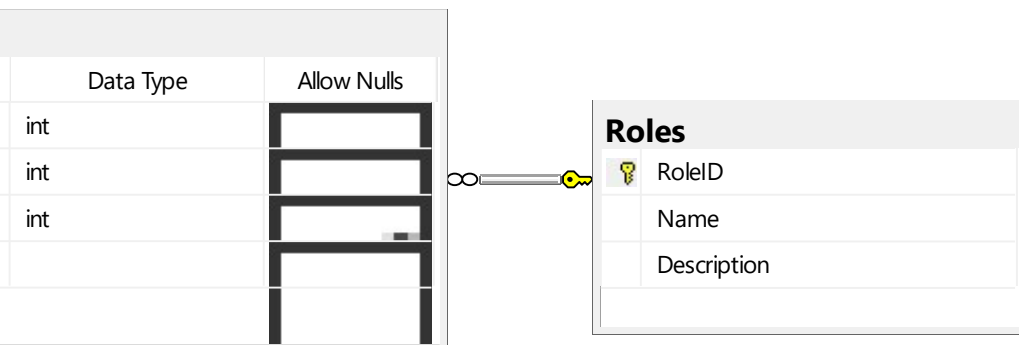 Data Type Allow Nulls
int
int
int
Roles
RoleID
Name
Description